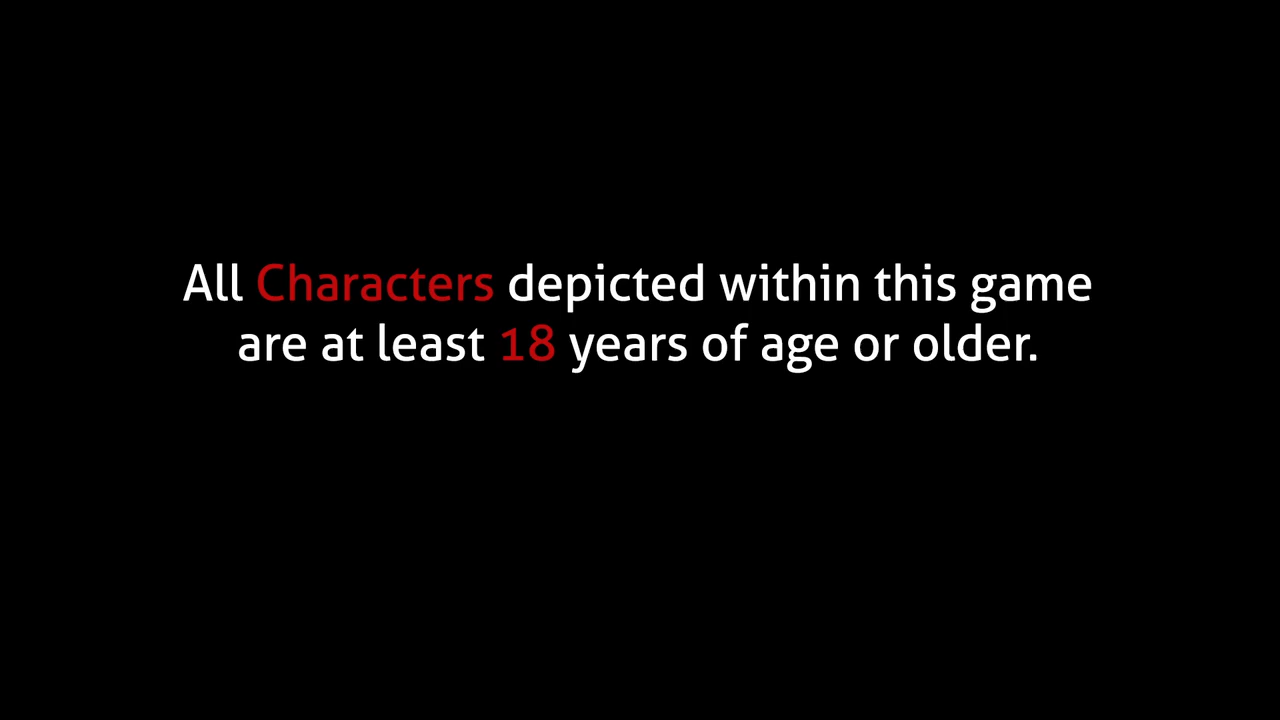 All Characters depicted within this game
are at least 18 years of age or older.